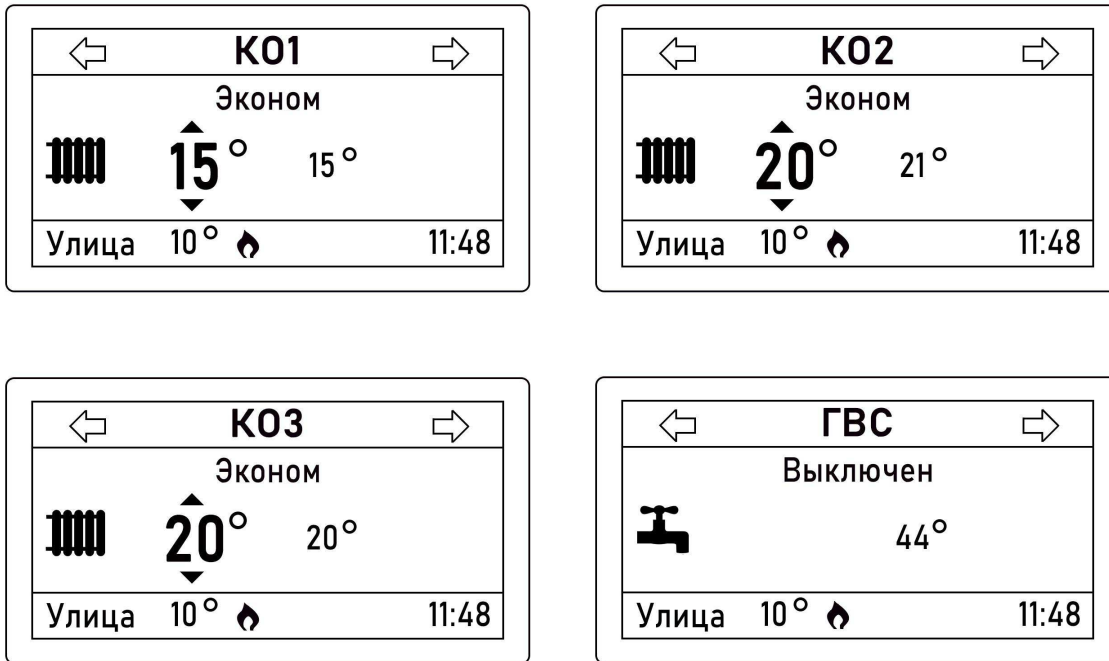 КО1
Эконом
15° 15°
Улица 10° 11:48
КО2
Эконом
20° 21°
Улица 10° 11:48
КО3
Эконом
20° 20°
Улица 10° 11:48
ГВС
Выключен
44°
Улица 10° 11:48